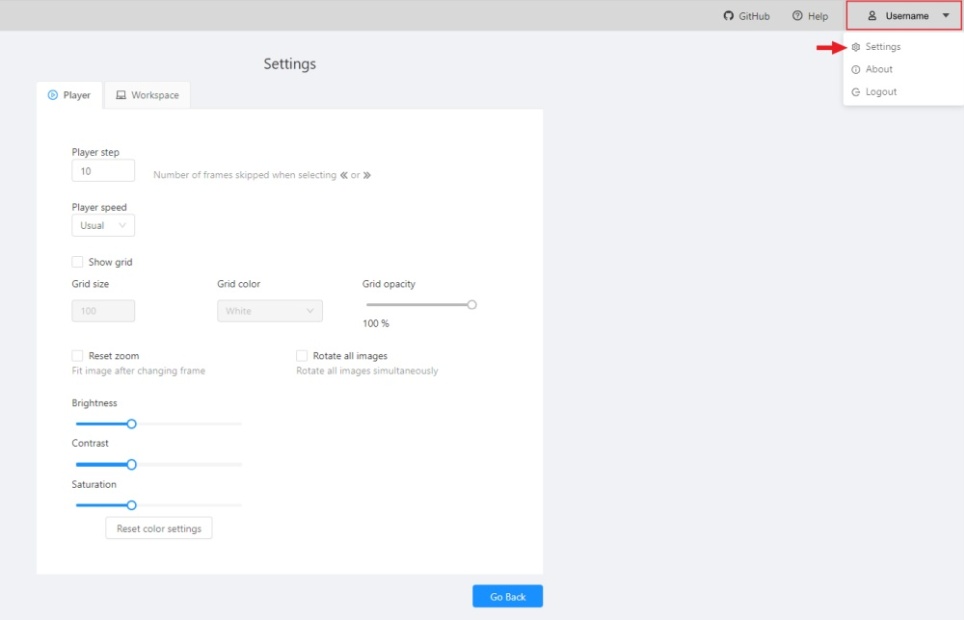 GitHub Help Username
Settings
About
Logout
Settings
Player Workspace
Player step
10 Number of frames skipped when selecting « or »
Player speed
Usual
Show grid
Grid size Grid color Grid opacity
100 White
100 %
Reset zoom Rotate all images
Fit image after changing frame Rotate all images simultaneously
Brightness
Contrast
Saturation
Reset color settings
Go Back